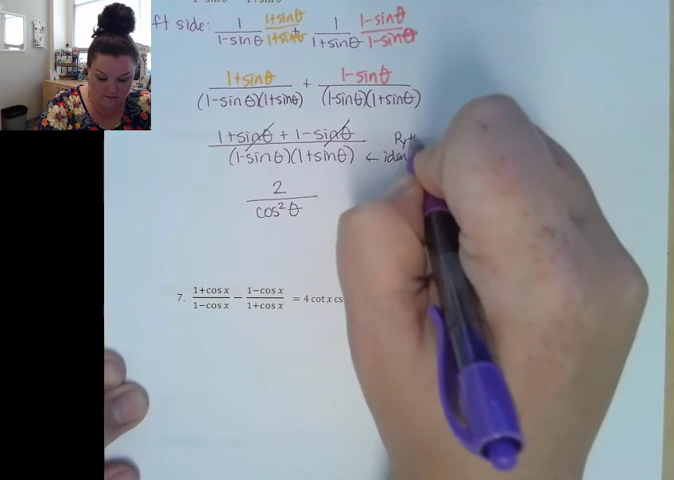 ft side: 1/(1-sinθ) (1+sinθ)/(1+sinθ) + 1/(1+sinθ) (1-sinθ)/(1-sinθ)
(1+sinθ)/((1-sinθ)(1+sinθ)) + (1-sinθ)/((1-sinθ)(1+sinθ))
(1+sinθ+1-sinθ)/((1-sinθ)(1+sinθ)) ← Pyt iden
2/cos²θ
7. (1+cos x)/(1-cos x) - (1-cos x)/(1+cos x) = 4 cot x cs